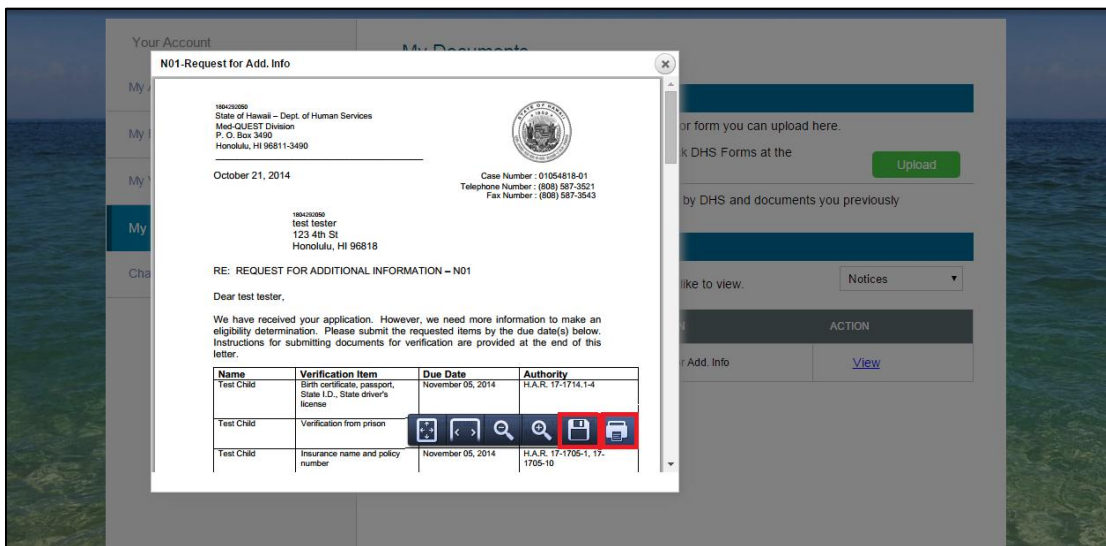 Your Account
My Documents
N01-Request for Add. Info
1804292050
State of Hawaii – Dept. of Human Services
Med-QUEST Division
P. O. Box 3490
Honolulu, HI 96811-3490
October 21, 2014
Case Number : 01054818-01
Telephone Number : (808) 587-3521
Fax Number : (808) 587-3543
1804292050
test tester
123 4th St
Honolulu, HI 96818
RE: REQUEST FOR ADDITIONAL INFORMATION – N01
Dear test tester,
We have received your application. However, we need more information to make an
eligibility determination. Please submit the requested items by the due date(s) below.
Instructions for submitting documents for verification are provided at the end of this
letter.
Name Verification Item Due Date Authority
Test Child Birth certificate, passport, November 05, 2014 H.A.R. 17-1714.1-4
State I.D., State driver's
license
Test Child Verification from prison
Test Child Insurance name and policy November 05, 2014 H.A.R. 17-1705-1, 17-
number 1705-10
My
My
My
My
Cha
or form you can upload here.
k DHS Forms at the
Upload
by DHS and documents you previously
like to view.
Notices
N ACTION
r Add. Info View